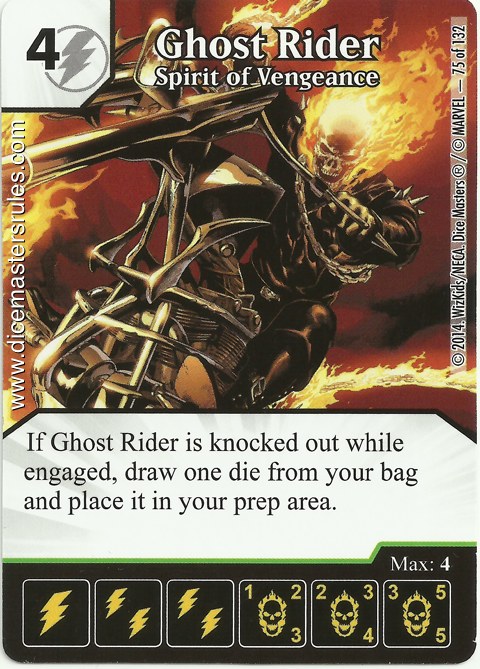 4
Ghost Rider
Spirit of Vengeance
www.dicemastersrules.com
© 2014. WizKids/NECA. Dice Masters ® / © MARVEL — 75 of 132
If Ghost Rider is knocked out while
engaged, draw one die from your bag
and place it in your prep area.
Max: 4
1 2 3
2 3 4
3 5 5